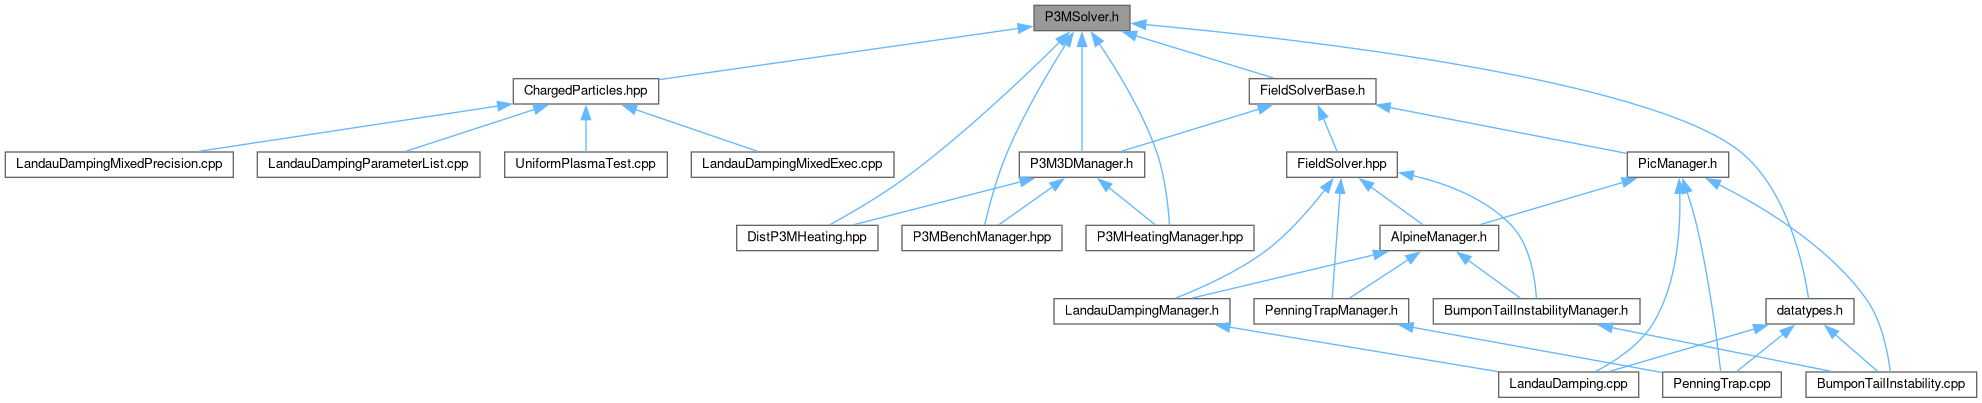 P3MSolver.h
ChargedParticles.hpp
FieldSolverBase.h
LandauDampingMixedPrecision.cpp
LandauDampingParameterList.cpp
UniformPlasmaTest.cpp
LandauDampingMixedExec.cpp
P3M3DManager.h
FieldSolver.hpp
PicManager.h
DistP3MHeating.hpp
P3MBenchManager.hpp
P3MHeatingManager.hpp
AlpineManager.h
LandauDampingManager.h
PenningTrapManager.h
BumponTailInstabilityManager.h
datatypes.h
LandauDamping.cpp
PenningTrap.cpp
BumponTailInstability.cpp